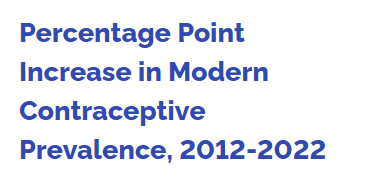 Percentage Point
Increase in Modern
Contraceptive
Prevalence, 2012-2022